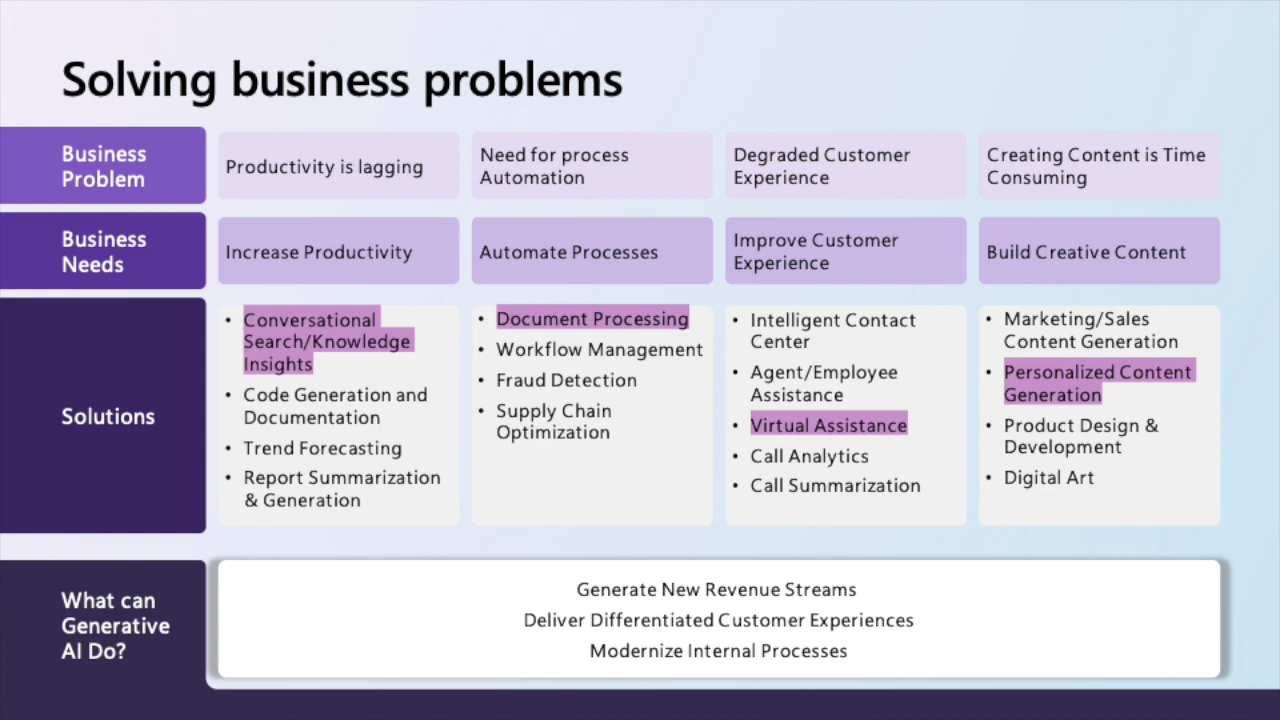 Solving business problems
Business
Problem
Productivity is lagging
Need for process
Automation
Degraded Customer
Experience
Creating Content is Time
Consuming
Business
Needs
Increase Productivity
Automate Processes
Improve Customer
Experience
Build Creative Content
Solutions
• Conversational
Search/Knowledge
Insights
• Code Generation and
Documentation
• Trend Forecasting
• Report Summarization
& Generation
• Document Processing
• Workflow Management
• Fraud Detection
• Supply Chain
Optimization
• Intelligent Contact
Center
• Agent/Employee
Assistance
• Virtual Assistance
• Call Analytics
• Call Summarization
• Marketing/Sales
Content Generation
• Personalized Content
Generation
• Product Design &
Development
• Digital Art
What can
Generative
AI Do?
Generate New Revenue Streams
Deliver Differentiated Customer Experiences
Modernize Internal Processes